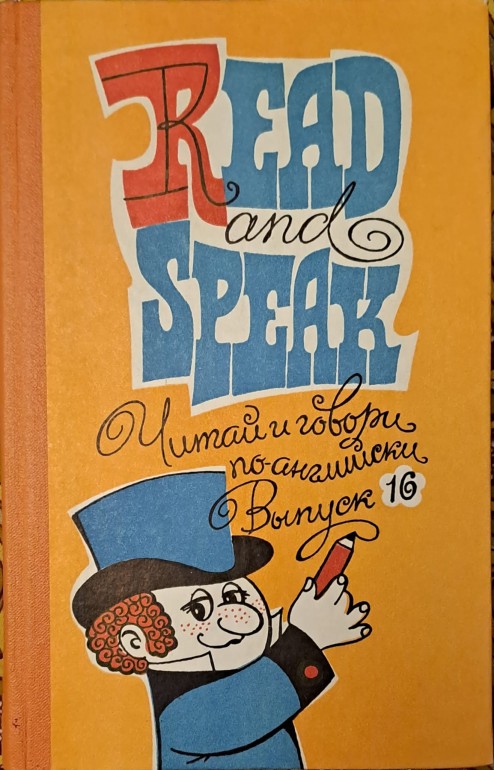 READ
and
SPEAK
Читай и говори
по-английски
Выпуск 16